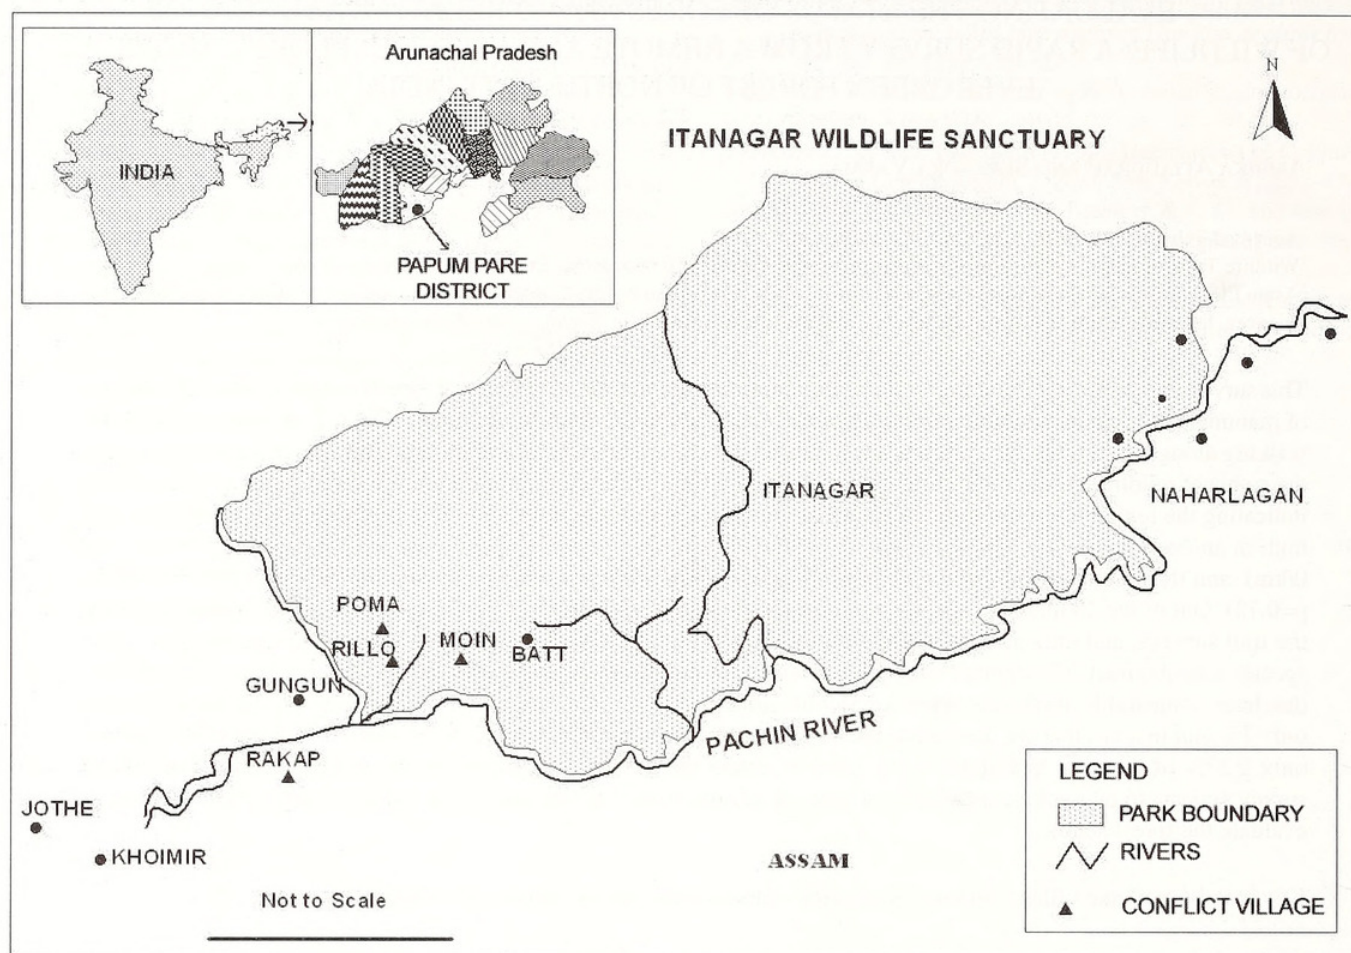 Arunachal Pradesh
INDIA
PAPUM PARE
DISTRICT
N
ITANAGAR WILDLIFE SANCTUARY
ITANAGAR
NAHARLAGAN
POMA
RILLO
MOIN
BATT
GUNGUN
RAKAP
JOTHE
KHOIMIR
PACHIN RIVER
ASSAM
Not to Scale
LEGEND
PARK BOUNDARY
RIVERS
CONFLICT VILLAGE